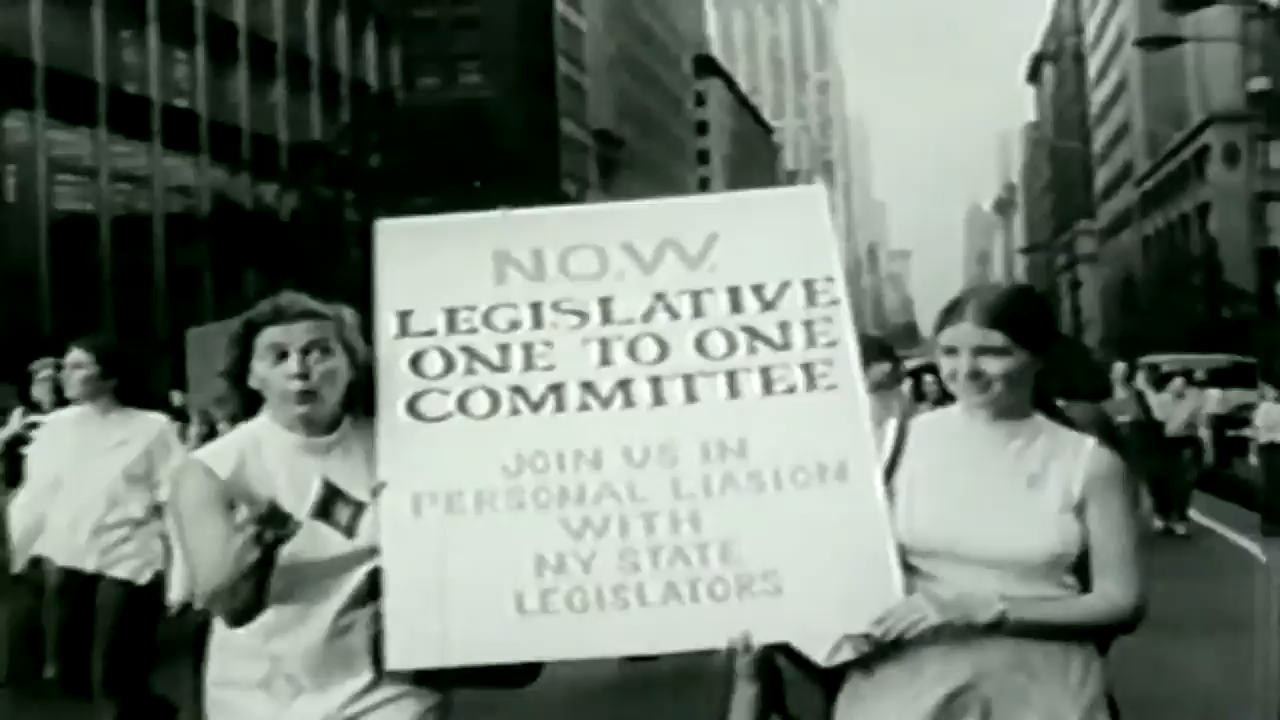 N.O.W.
LEGISLATIVE
ONE TO ONE
COMMITTEE
JOIN US IN
PERSONAL LIASION
WITH
NY STATE
LEGISLATORS